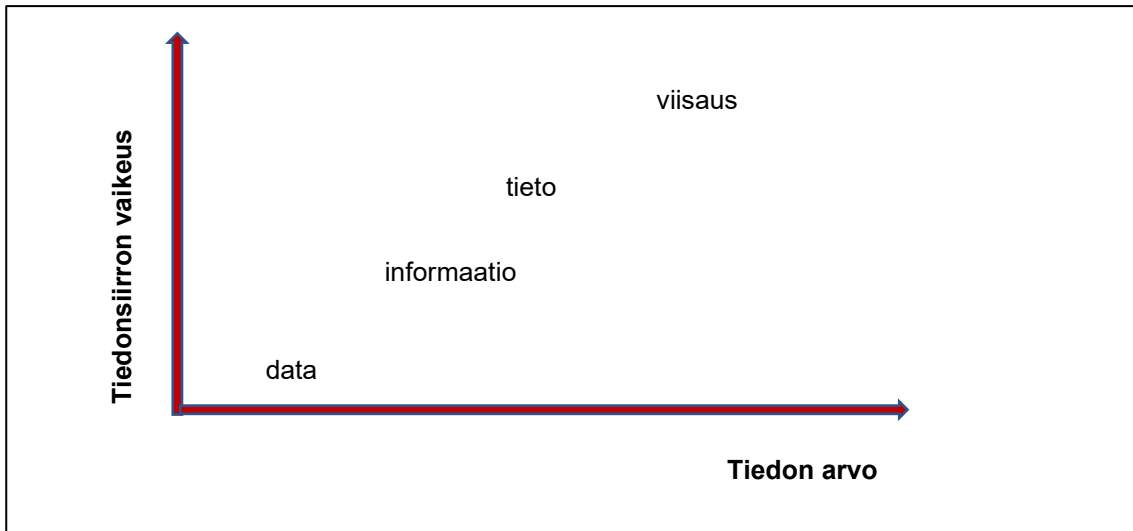 viisaus
tieto
informaatio
data
Tiedonsiirron vaikeus
Tiedon arvo